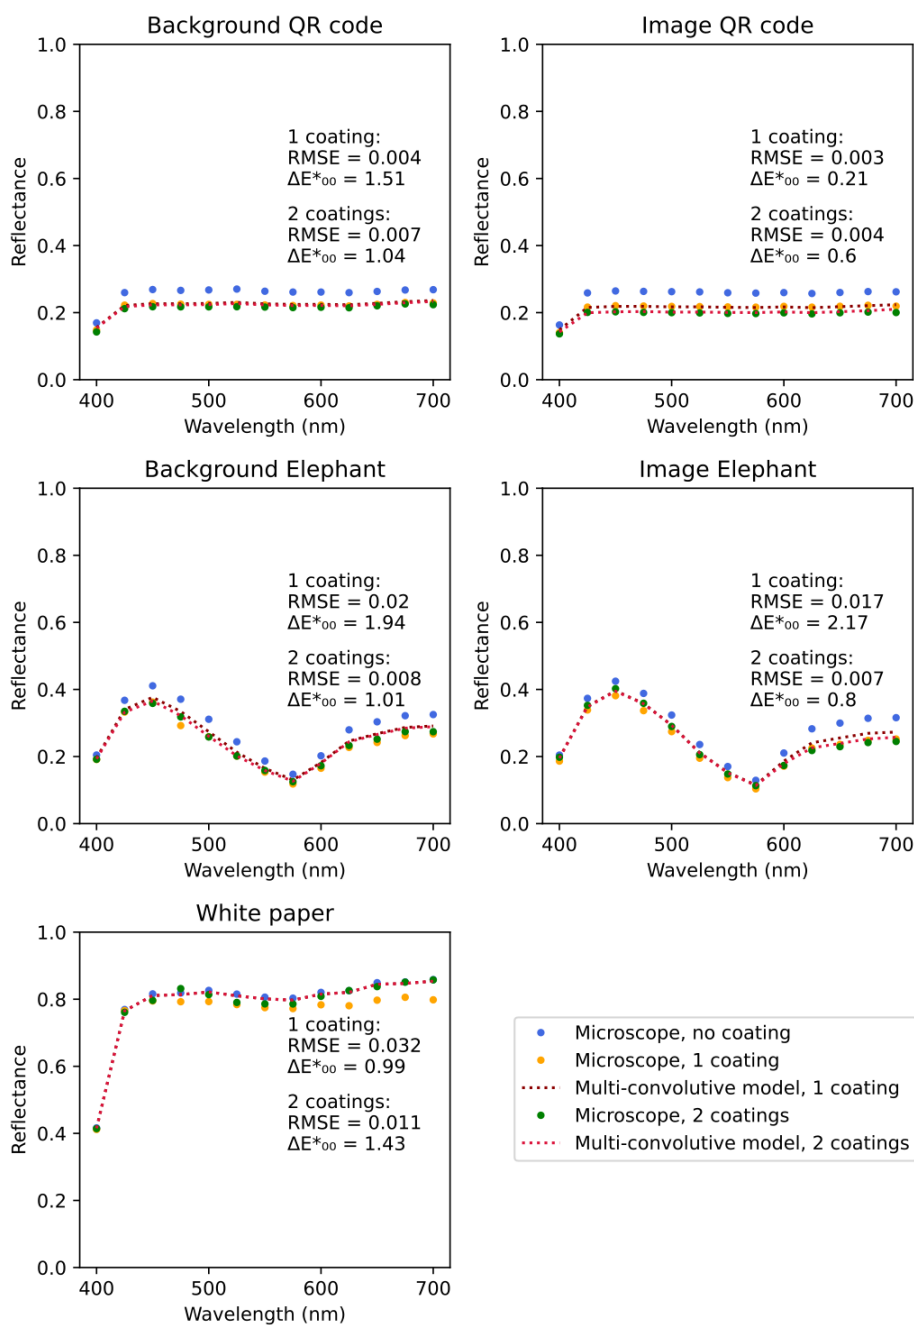 Background QR code
1.0
0.8
0.6
0.4
0.2
0.0
Reflectance
1 coating:
RMSE = 0.004
ΔE*₀₀ = 1.51
2 coatings:
RMSE = 0.007
ΔE*₀₀ = 1.04
400
500
600
700
Wavelength (nm)
Image QR code
1.0
0.8
0.6
0.4
0.2
0.0
Reflectance
1 coating:
RMSE = 0.003
ΔE*₀₀ = 0.21
2 coatings:
RMSE = 0.004
ΔE*₀₀ = 0.6
400
500
600
700
Wavelength (nm)
Background Elephant
1.0
0.8
0.6
0.4
0.2
0.0
Reflectance
1 coating:
RMSE = 0.02
ΔE*₀₀ = 1.94
2 coatings:
RMSE = 0.008
ΔE*₀₀ = 1.01
400
500
600
700
Wavelength (nm)
Image Elephant
1.0
0.8
0.6
0.4
0.2
0.0
Reflectance
1 coating:
RMSE = 0.017
ΔE*₀₀ = 2.17
2 coatings:
RMSE = 0.007
ΔE*₀₀ = 0.8
400
500
600
700
Wavelength (nm)
White paper
1.0
0.8
0.6
0.4
0.2
0.0
Reflectance
1 coating:
RMSE = 0.032
ΔE*₀₀ = 0.99
2 coatings:
RMSE = 0.011
ΔE*₀₀ = 1.43
400
500
600
700
Wavelength (nm)
Microscope, no coating
Microscope, 1 coating
Multi-convolutive model, 1 coating
Microscope, 2 coatings
Multi-convolutive model, 2 coatings